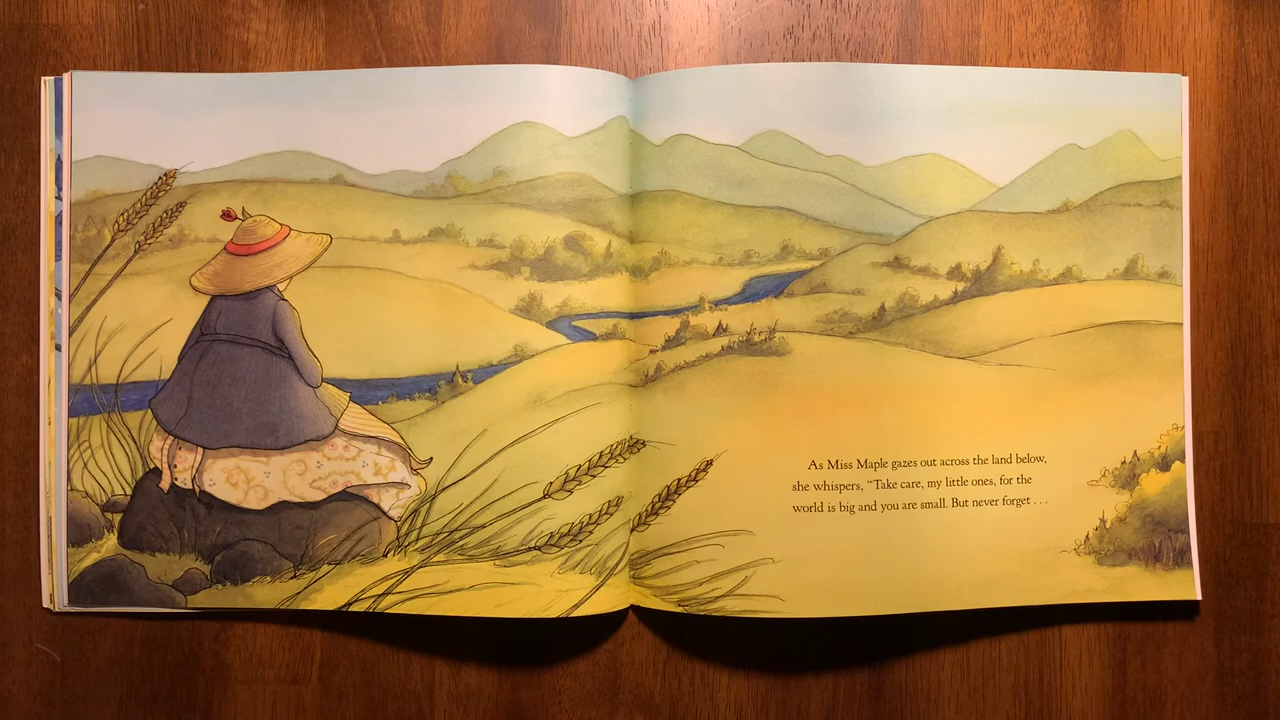 As Miss Maple gazes out across the land below,
she whispers, “Take care, my little ones, for the
world is big and you are small. But never forget . . .